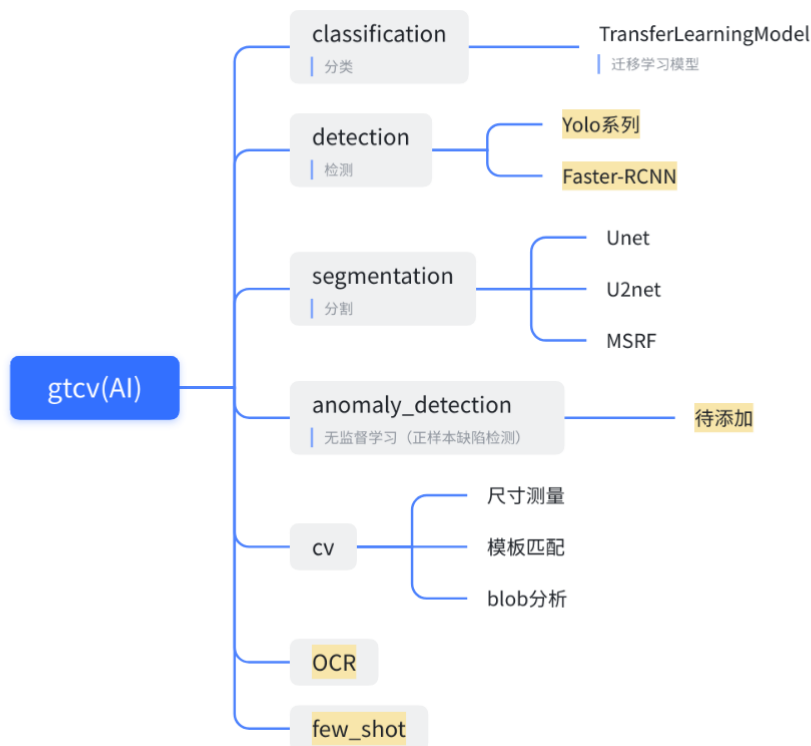 gtcv(AI)
classification
分类
TransferLearningModel
迁移学习模型
detection
检测
Yolo系列
Faster-RCNN
segmentation
分割
Unet
U2net
MSRF
anomaly_detection
无监督学习（正样本缺陷检测）
待添加
cv
尺寸测量
模板匹配
blob分析
OCR
few_shot